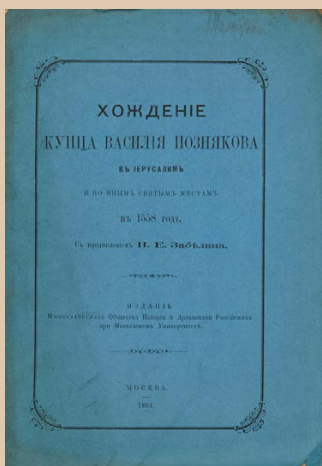 ХОЖДЕНІЕ
КУПЦА ВАСИЛІЯ ПОЗНЯКОВА
ВЪ ІЕРУСАЛИМЪ
И ПО ИНЫМЪ СВЯТЫМЪ МѢСТАМЪ
въ 1558 году.
Съ предисловіемъ И. Е. Забѣлина.
ИЗДАНІЕ
Императорскаго Общества Исторіи и Древностей Россійскихъ
при Московскомъ Университетѣ.
МОСКВА.